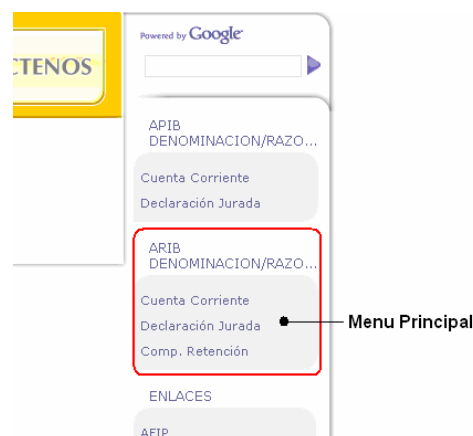 Powered by Google
CTENOS
APIB
DENOMINACION/RAZO...
Cuenta Corriente
Declaración Jurada
ARIB
DENOMINACION/RAZO...
Cuenta Corriente
Declaración Jurada
Menu Principal
Comp. Retención
ENLACES
AFIP